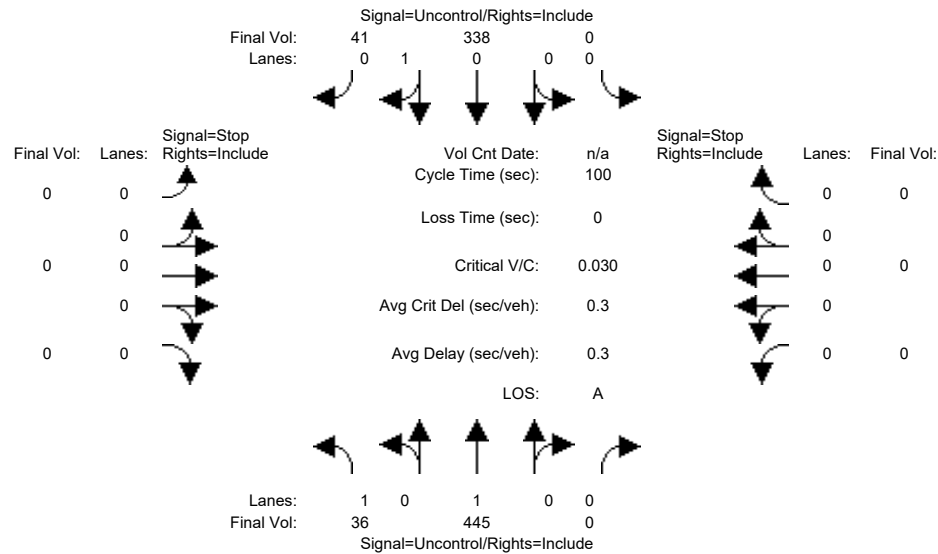 Signal=Uncontrol/Rights=Include
Final Vol: 41 338 0
Lanes: 0 1 0 0 0
Signal=Stop Signal=Stop
Final Vol: Lanes: Rights=Include Vol Cnt Date: n/a Rights=Include Lanes: Final Vol:
Cycle Time (sec): 100
0 0 0 0
Loss Time (sec): 0
0 0
0 0 Critical V/C: 0.030 0 0
0 Avg Crit Del (sec/veh): 0.3 0
0 0 Avg Delay (sec/veh): 0.3 0 0
LOS: A
Lanes: 1 0 1 0 0
Final Vol: 36 445 0
Signal=Uncontrol/Rights=Include